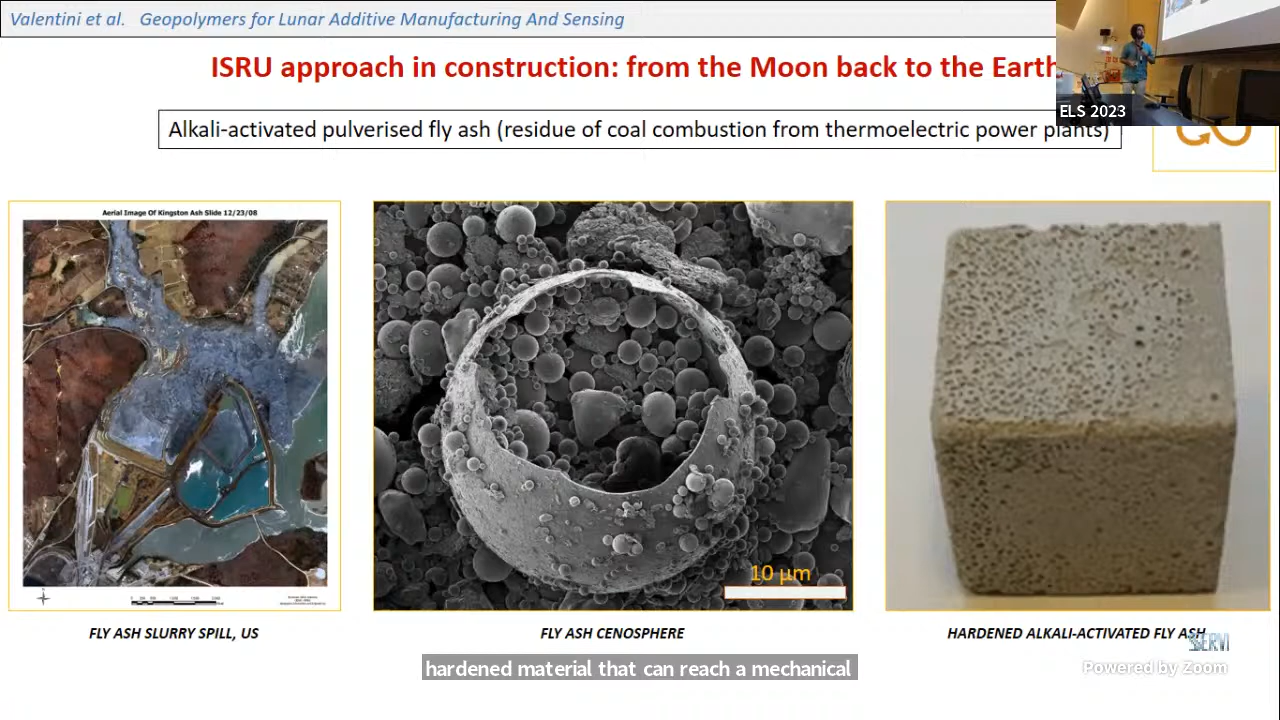 Valentini et al. Geopolymers for Lunar Additive Manufacturing And Sensing
ISRU approach in construction: from the Moon back to the Earth
ELS 2023
Alkali-activated pulverised fly ash (residue of coal combustion from thermoelectric power plants)
Aerial Image Of Kingston Ash Slide 12/23/08
10 µm
FLY ASH SLURRY SPILL, US
FLY ASH CENOSPHERE
HARDENED ALKALI-ACTIVATED FLY ASH
hardened material that can reach a mechanical
Powered by Zoom